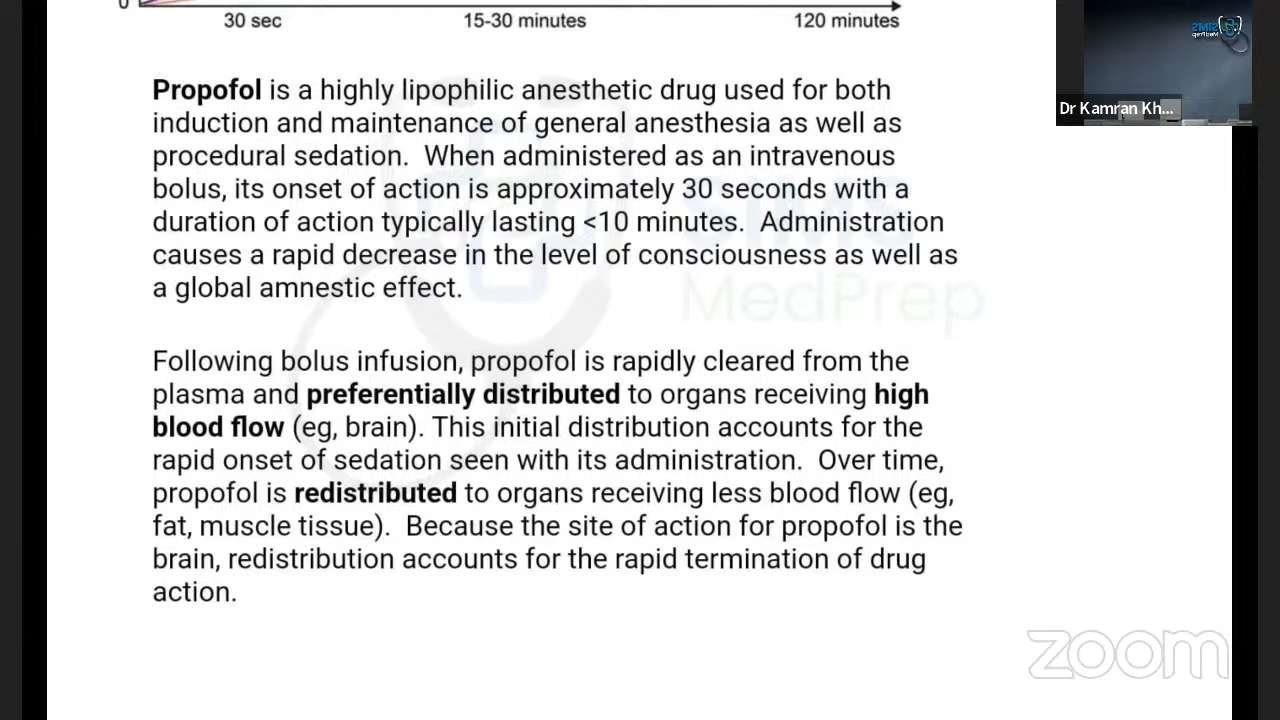 0
30 sec 15-30 minutes 120 minutes
SIMS
MedPrep
Dr Kamran Kh...
Propofol is a highly lipophilic anesthetic drug used for both
induction and maintenance of general anesthesia as well as
procedural sedation.  When administered as an intravenous
bolus, its onset of action is approximately 30 seconds with a
duration of action typically lasting <10 minutes.  Administration
causes a rapid decrease in the level of consciousness as well as
a global amnestic effect.
SIMS
MedPrep
Following bolus infusion, propofol is rapidly cleared from the
plasma and preferentially distributed to organs receiving high
blood flow (eg, brain). This initial distribution accounts for the
rapid onset of sedation seen with its administration.  Over time,
propofol is redistributed to organs receiving less blood flow (eg,
fat, muscle tissue).  Because the site of action for propofol is the
brain, redistribution accounts for the rapid termination of drug
action.
zoom